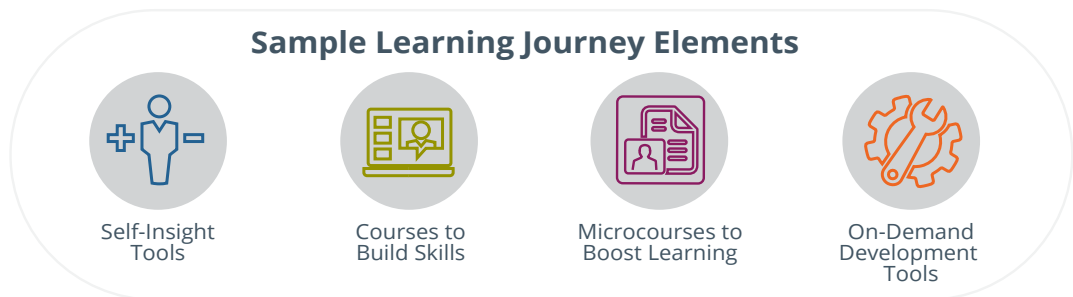 Sample Learning Journey Elements
Self-Insight
Tools
Courses to
Build Skills
Microcourses to
Boost Learning
On-Demand
Development
Tools